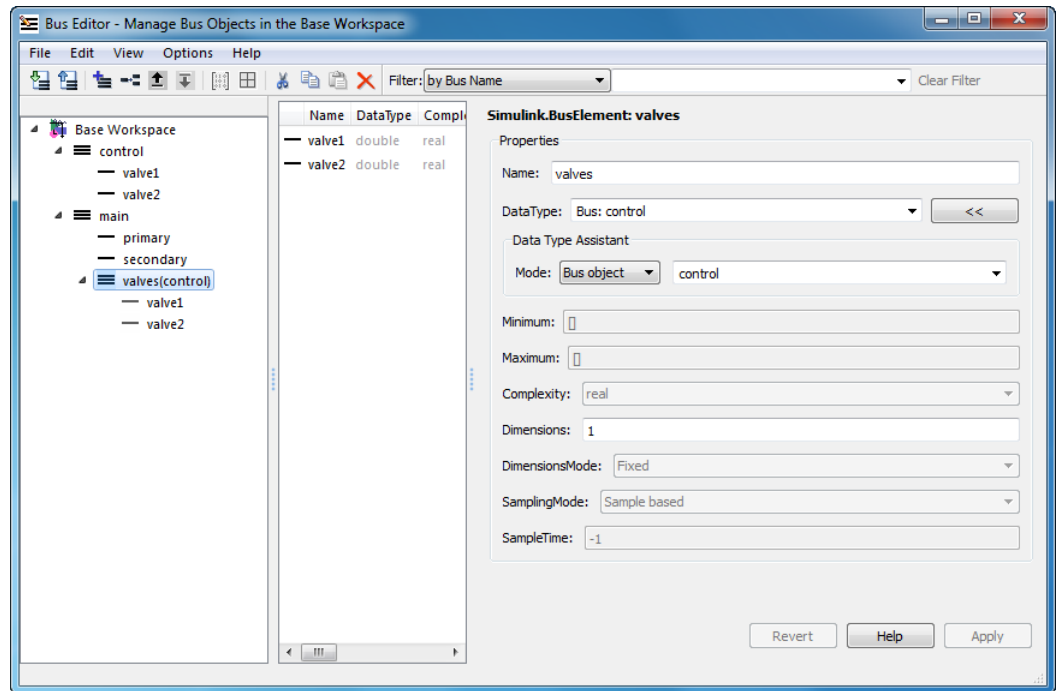 Bus Editor - Manage Bus Objects in the Base Workspace
File Edit View Options Help
Filter: by Bus Name Clear Filter
Base Workspace
control
valve1
valve2
main
primary
secondary
valves(control)
valve1
valve2
Name DataType Comple
valve1 double real
valve2 double real
Simulink.BusElement: valves
Properties
Name: valves
DataType: Bus: control <<
Data Type Assistant
Mode: Bus object control
Minimum: []
Maximum: []
Complexity: real
Dimensions: 1
DimensionsMode: Fixed
SamplingMode: Sample based
SampleTime: -1
Revert Help Apply